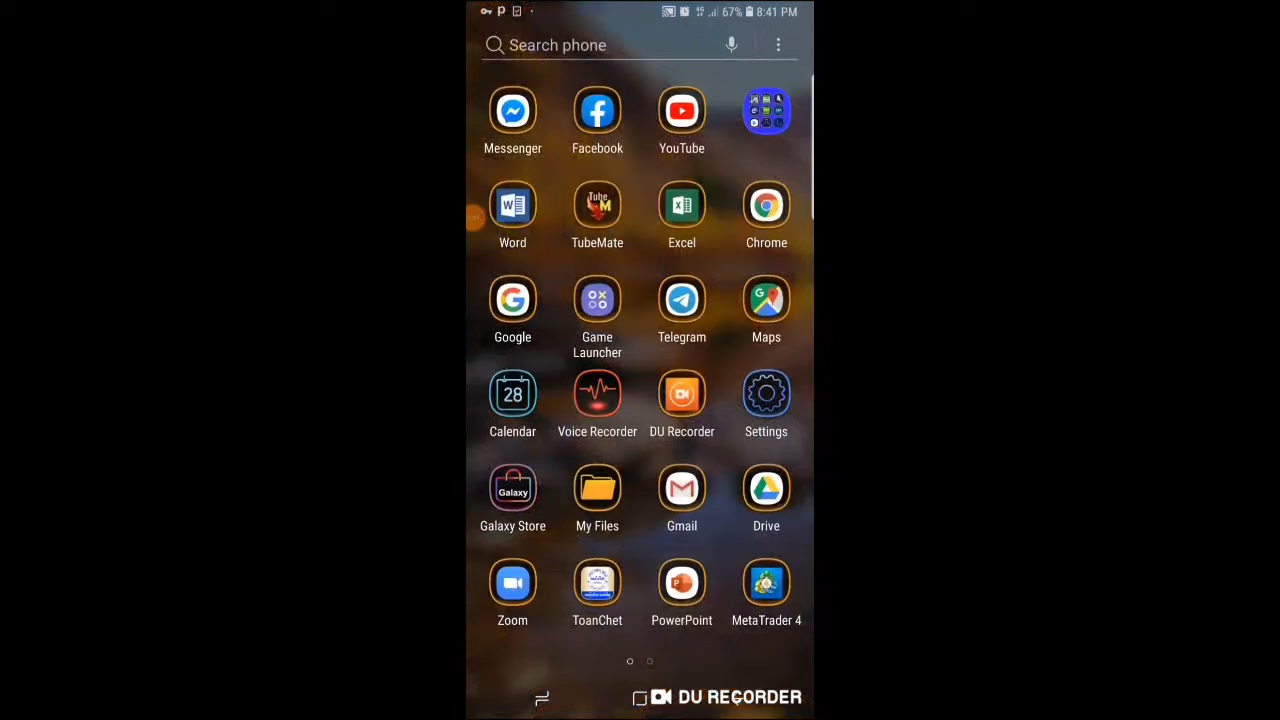 67% 8:41 PM
Search phone
Messenger Facebook YouTube
Word TubeMate Excel Chrome
Google Game Launcher Telegram Maps
28
Calendar Voice Recorder DU Recorder Settings
Galaxy
Galaxy Store My Files Gmail Drive
Zoom ToanChet PowerPoint MetaTrader 4
DU RECORDER